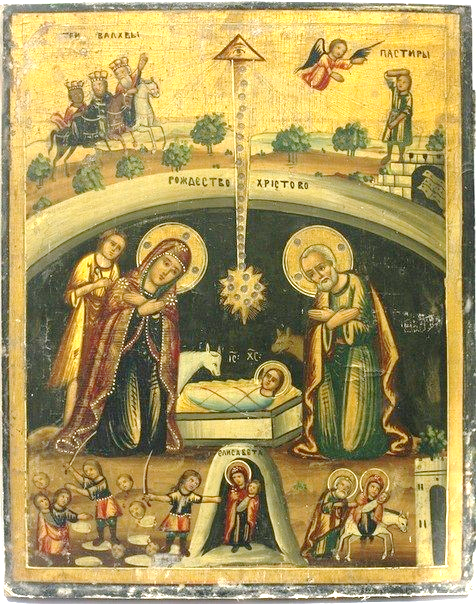 ТРИ ВАЛХВЫ
ПАСТИРЫ
РОЖДЕСТВО ХРІСТОВО
ІС: ХС:
ЕЛИСАВЕТА